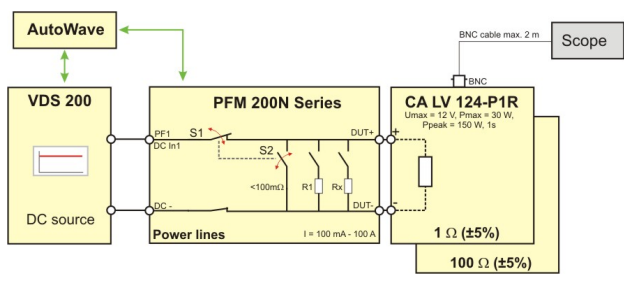 AutoWave
BNC cable max. 2 m
Scope
BNC
VDS 200
PFM 200N Series
CA LV 124-P1R
Umax = 12 V, Pmax = 30 W,
Ppeak = 150 W, 1s
PF1
S1
DUT+
+
DC In1
S2
<100mΩ
R1
Rx
DC source
DC -
DUT-
-
Power lines
I = 100 mA - 100 A
1 Ω (±5%)
100 Ω (±5%)